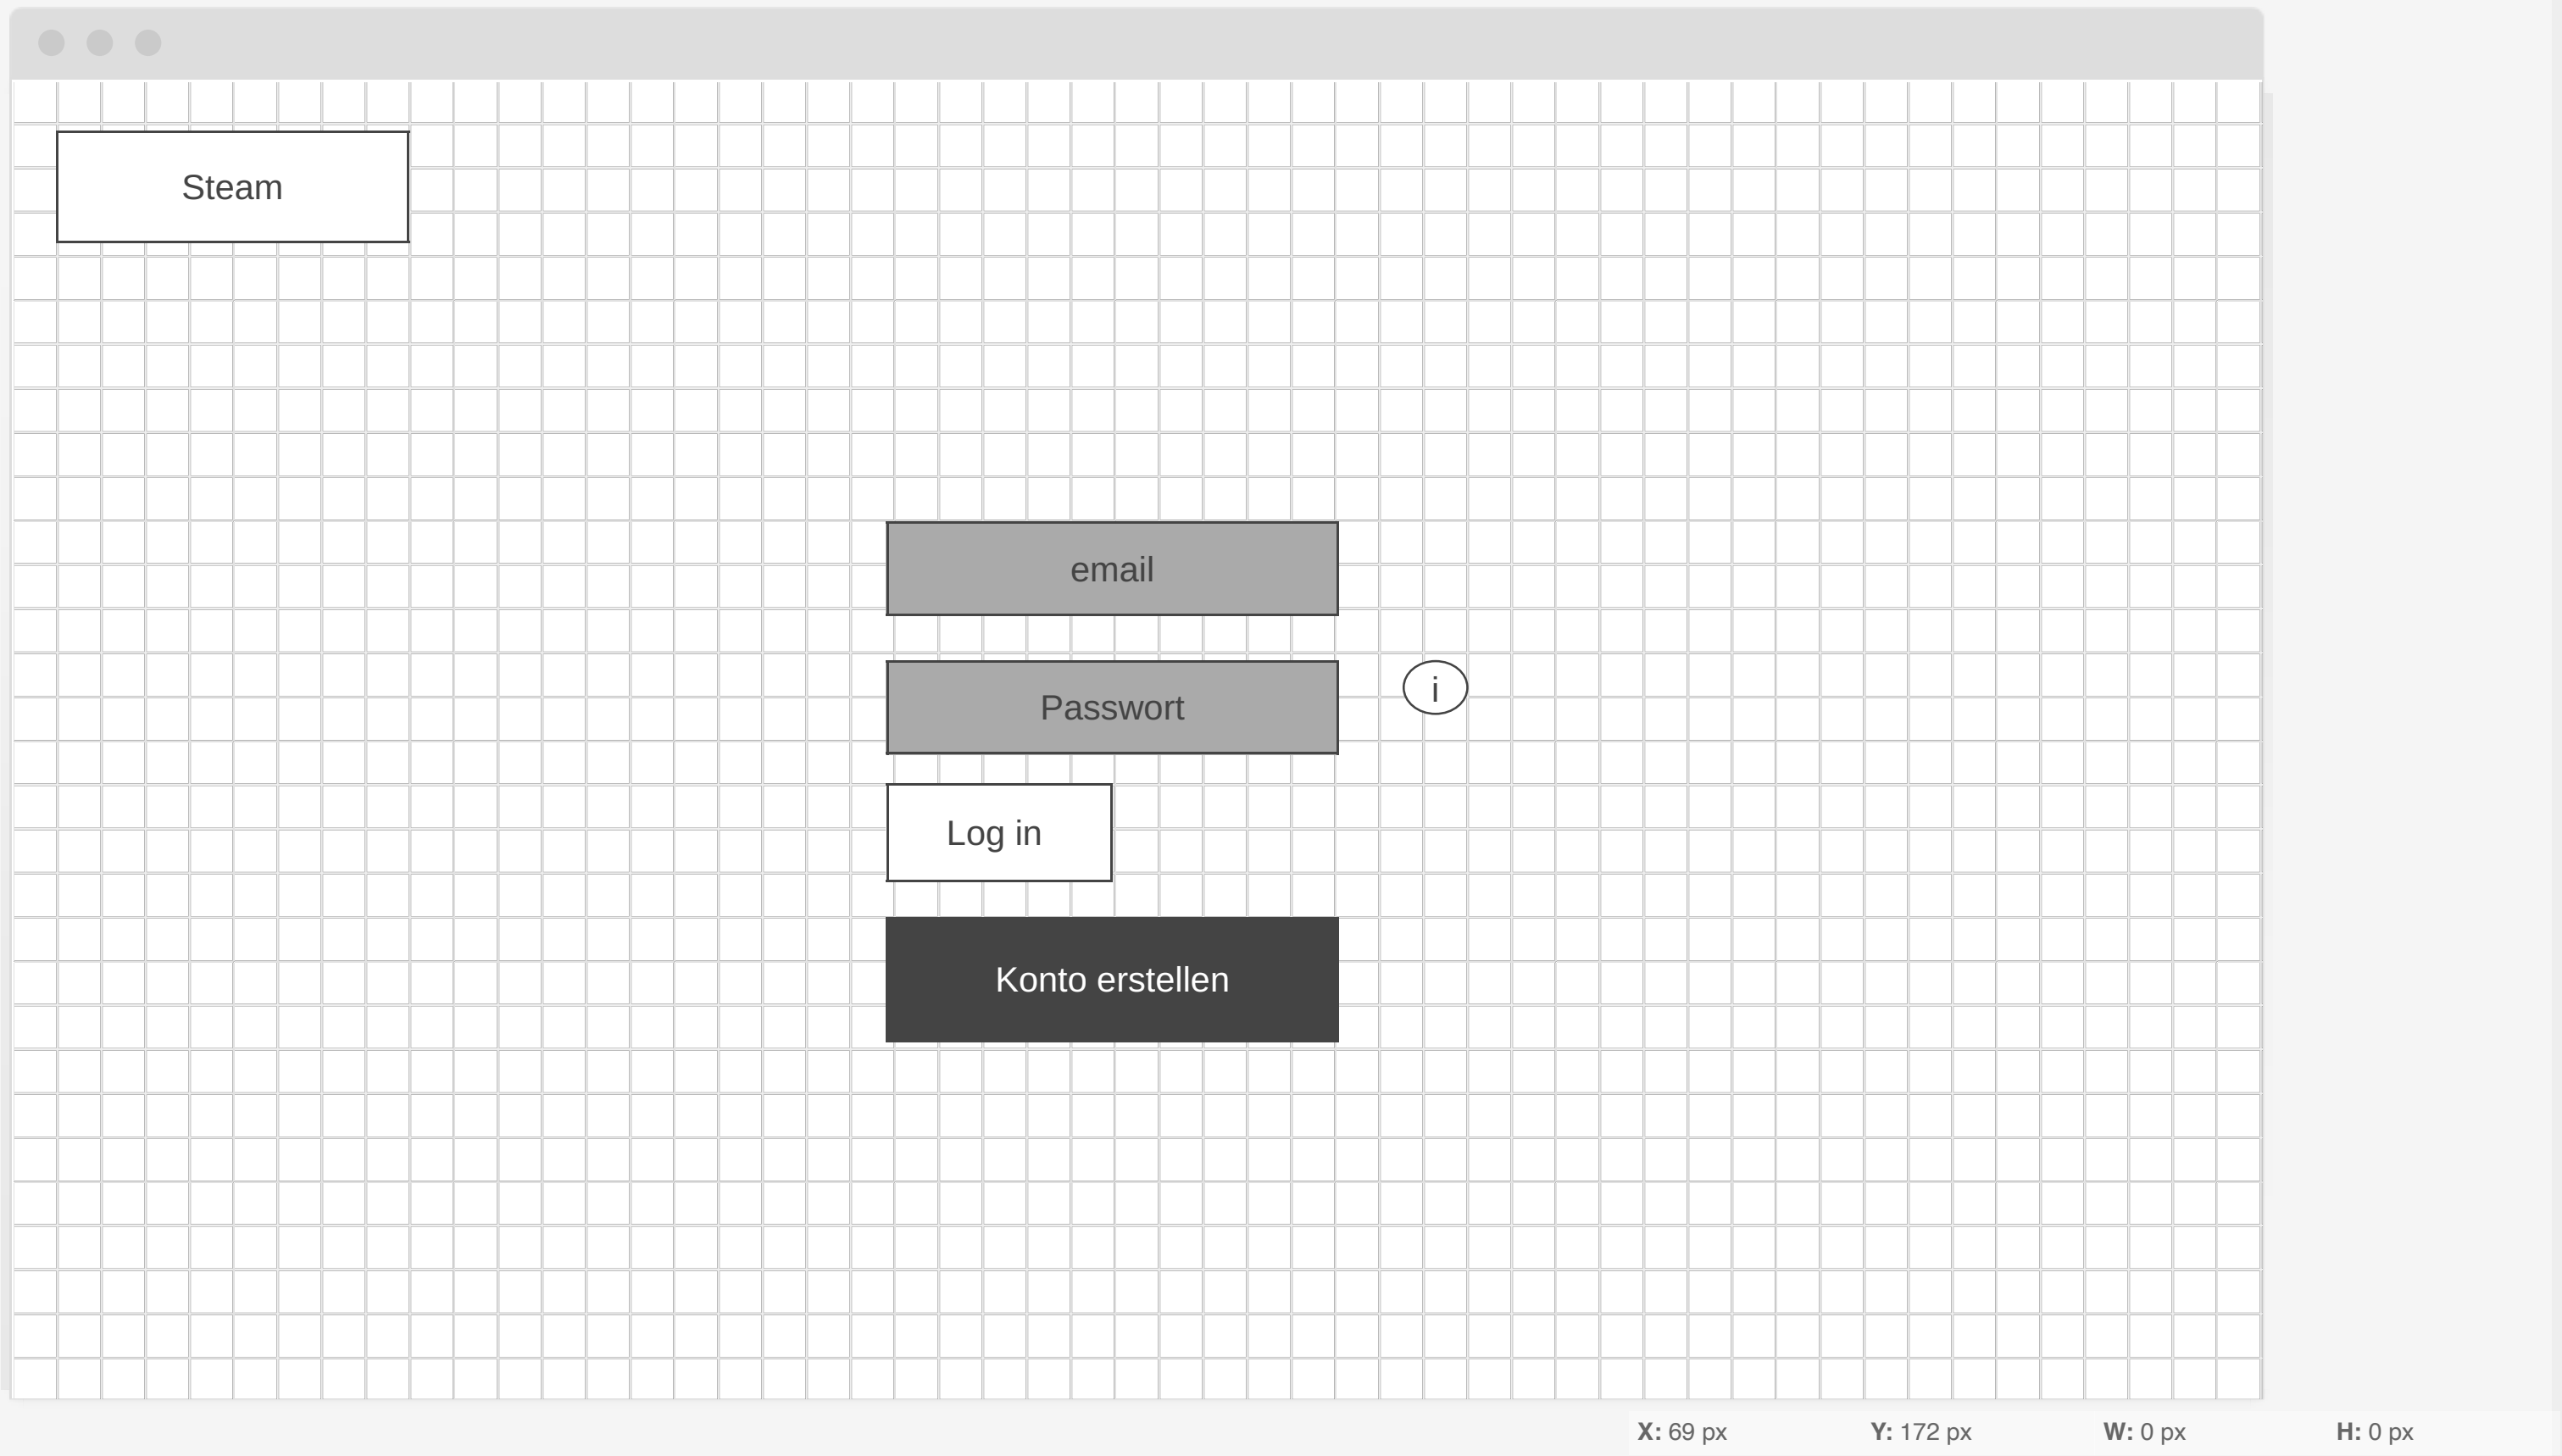 Steam
email
Passwort
i
Log in
Konto erstellen
X: 69 px Y: 172 px W: 0 px H: 0 px